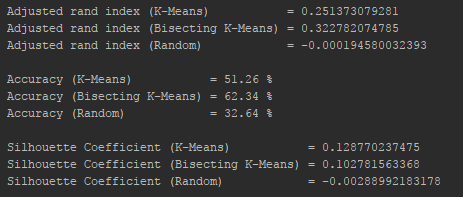 Adjusted rand index (K-Means) = 0.251373079281
Adjusted rand index (Bisecting K-Means) = 0.322782074785
Adjusted rand index (Random) = -0.000194580032393
Accuracy (K-Means) = 51.26 %
Accuracy (Bisecting K-Means) = 62.34 %
Accuracy (Random) = 32.64 %
Silhouette Coefficient (K-Means) = 0.128770237475
Silhouette Coefficient (Bisecting K-Means) = 0.102781563368
Silhouette Coefficient (Random) = -0.00288992183178